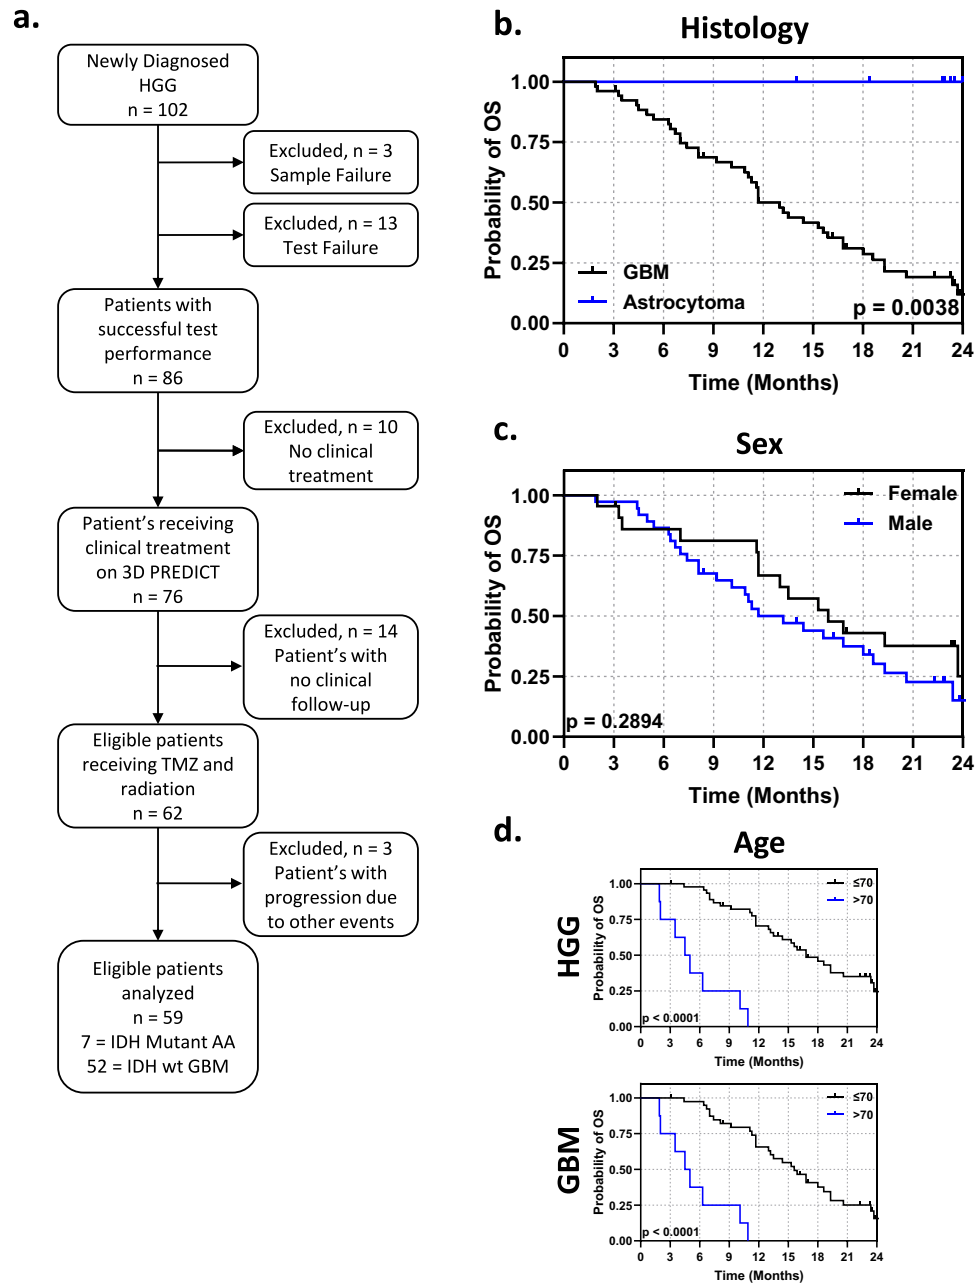 a.
Newly Diagnosed
HGG
n = 102
Excluded, n = 3
Sample Failure
Excluded, n = 13
Test Failure
Patients with
successful test
performance
n = 86
Excluded, n = 10
No clinical
treatment
Patient's receiving
clinical treatment
on 3D PREDICT
n = 76
Excluded, n = 14
Patient's with
no clinical
follow-up
Eligible patients
receiving TMZ and
radiation
n = 62
Excluded, n = 3
Patient's with
progression due
to other events
Eligible patients
analyzed
n = 59
7 = IDH Mutant AA
52 = IDH wt GBM
b.
Histology
Probability of OS
1.00
0.75
0.50
0.25
0.00
GBM
Astrocytoma
p = 0.0038
0 3 6 9 12 15 18 21 24
Time (Months)
c.
Sex
Probability of OS
1.00
0.75
0.50
0.25
0.00
Female
Male
p = 0.2894
0 3 6 9 12 15 18 21 24
Time (Months)
d.
Age
HGG
Probability of OS
1.00
0.75
0.50
0.25
0.00
≤70
>70
p < 0.0001
0 3 6 9 12 15 18 21 24
Time (Months)
GBM
Probability of OS
1.00
0.75
0.50
0.25
0.00
≤70
>70
p < 0.0001
0 3 6 9 12 15 18 21 24
Time (Months)